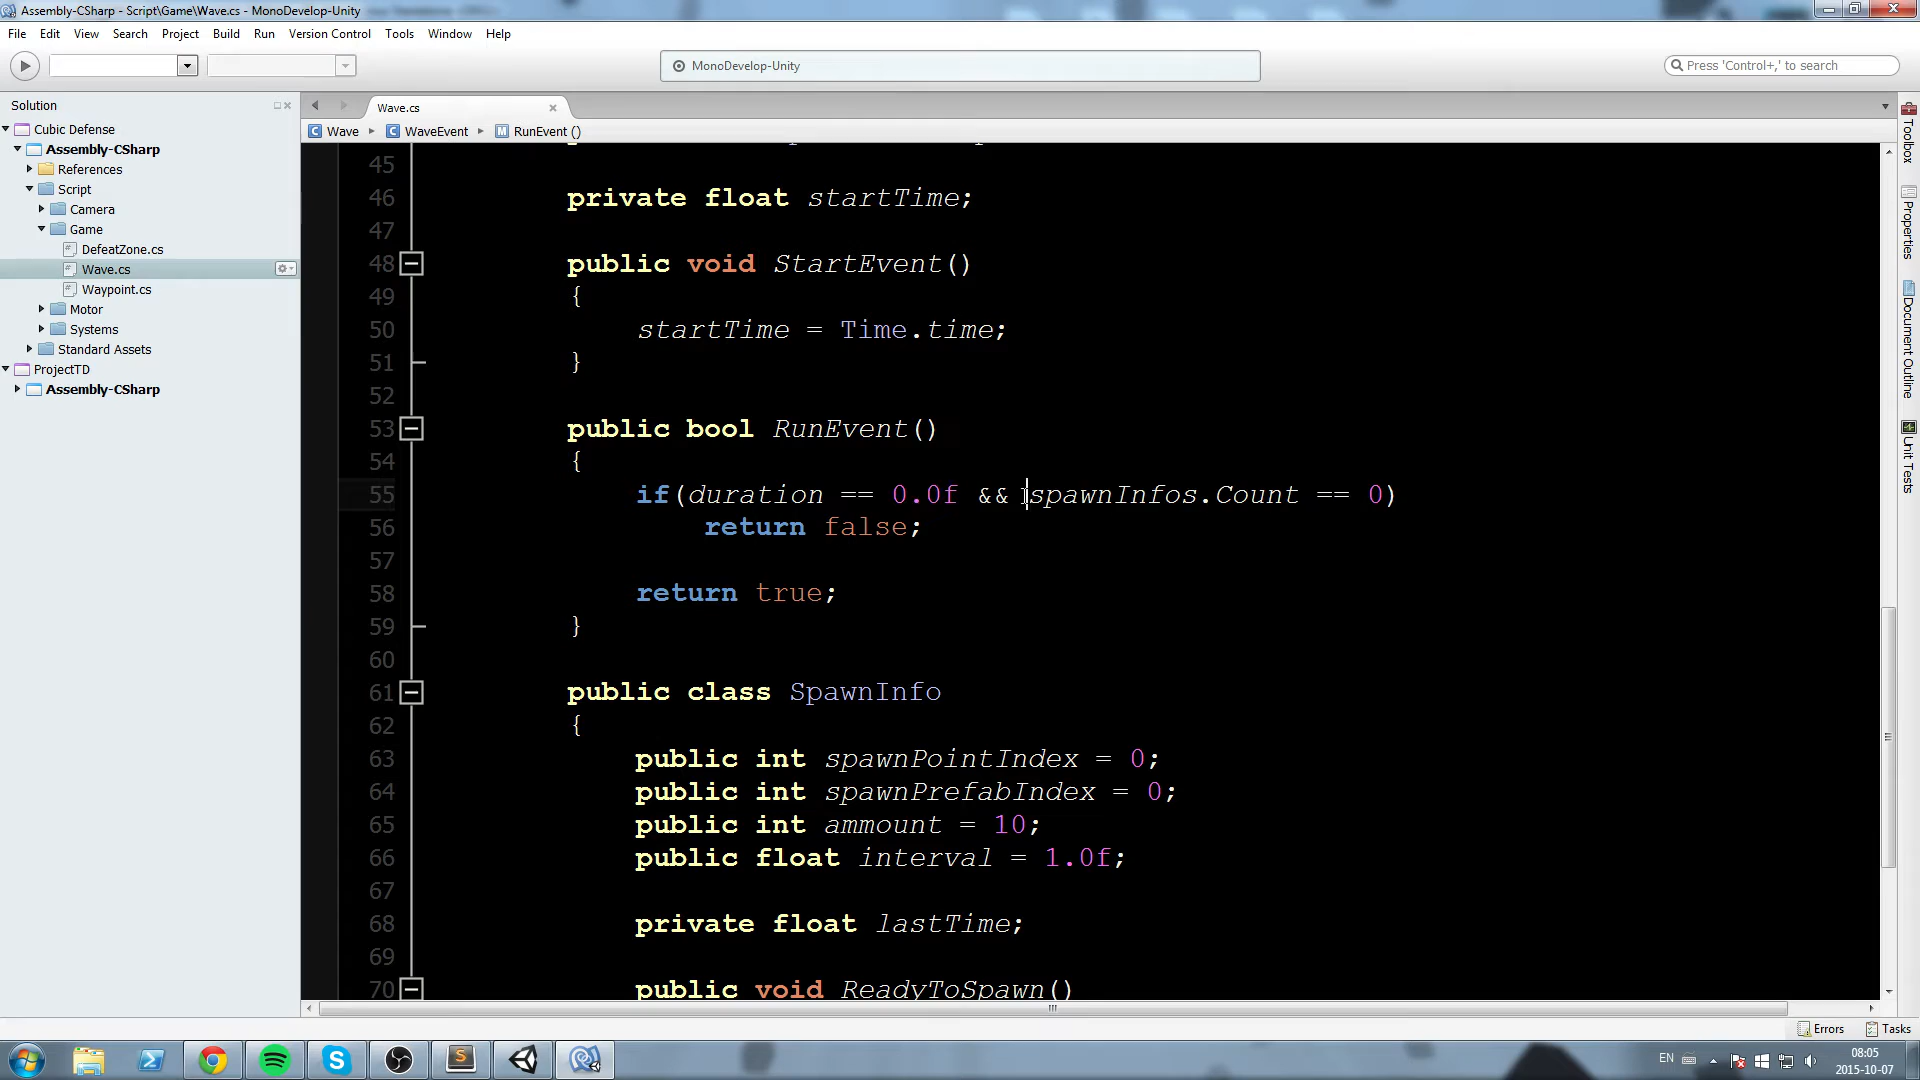 Assembly-CSharp - Script\Game\Wave.cs - MonoDevelop-Unity
File Edit View Search Project Build Run Version Control Tools Window Help
MonoDevelop-Unity
Press 'Control+,' to search
Solution
Cubic Defense
Assembly-CSharp
References
Script
Camera
Game
DefeatZone.cs
Wave.cs
Waypoint.cs
Motor
Systems
Standard Assets
ProjectTD
Assembly-CSharp
Wave.cs
Wave WaveEvent RunEvent ()
45
46 private float startTime;
47
48 public void StartEvent()
49 {
50 startTime = Time.time;
51 }
52
53 public bool RunEvent()
54 {
55 if(duration == 0.0f && spawnInfos.Count == 0)
56 return false;
57
58 return true;
59 }
60
61 public class SpawnInfo
62 {
63 public int spawnPointIndex = 0;
64 public int spawnPrefabIndex = 0;
65 public int ammount = 10;
66 public float interval = 1.0f;
67
68 private float lastTime;
69
70 public void ReadyToSpawn()
Toolbox
Properties
Document Outline
Unit Tests
Errors Tasks
EN
08:05
2015-10-07